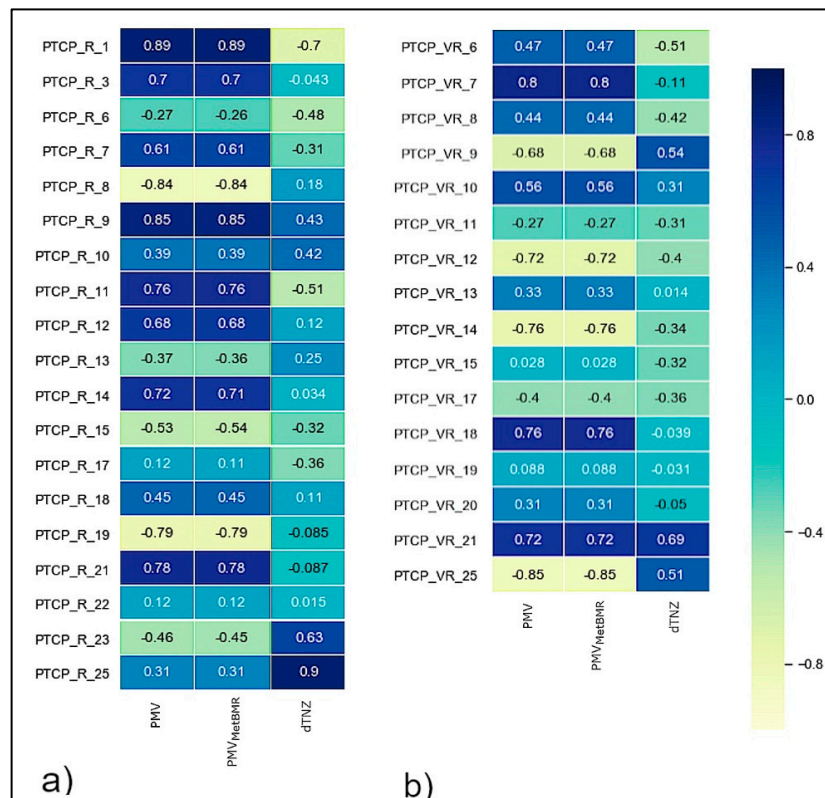 PTCP_R_1 0.89 0.89 -0.7
PTCP_R_3 0.7 0.7 -0.043
PTCP_R_6 -0.27 -0.26 -0.48
PTCP_R_7 0.61 0.61 -0.31
PTCP_R_8 -0.84 -0.84 0.18
PTCP_R_9 0.85 0.85 0.43
PTCP_R_10 0.39 0.39 0.42
PTCP_R_11 0.76 0.76 -0.51
PTCP_R_12 0.68 0.68 0.12
PTCP_R_13 -0.37 -0.36 0.25
PTCP_R_14 0.72 0.71 0.034
PTCP_R_15 -0.53 -0.54 -0.32
PTCP_R_17 0.12 0.11 -0.36
PTCP_R_18 0.45 0.45 0.11
PTCP_R_19 -0.79 -0.79 -0.085
PTCP_R_21 0.78 0.78 -0.087
PTCP_R_22 0.12 0.12 0.015
PTCP_R_23 -0.46 -0.45 0.63
PTCP_R_25 0.31 0.31 0.9
PMV PMVMetBMR dTNZ
a)
PTCP_VR_6 0.47 0.47 -0.51
PTCP_VR_7 0.8 0.8 -0.11
PTCP_VR_8 0.44 0.44 -0.42
PTCP_VR_9 -0.68 -0.68 0.54
PTCP_VR_10 0.56 0.56 0.31
PTCP_VR_11 -0.27 -0.27 -0.31
PTCP_VR_12 -0.72 -0.72 -0.4
PTCP_VR_13 0.33 0.33 0.014
PTCP_VR_14 -0.76 -0.76 -0.34
PTCP_VR_15 0.028 0.028 -0.32
PTCP_VR_17 -0.4 -0.4 -0.36
PTCP_VR_18 0.76 0.76 -0.039
PTCP_VR_19 0.088 0.088 -0.031
PTCP_VR_20 0.31 0.31 -0.05
PTCP_VR_21 0.72 0.72 0.69
PTCP_VR_25 -0.85 -0.85 0.51
PMV PMVMetBMR dTNZ
b)
0.8
0.4
0.0
-0.4
-0.8